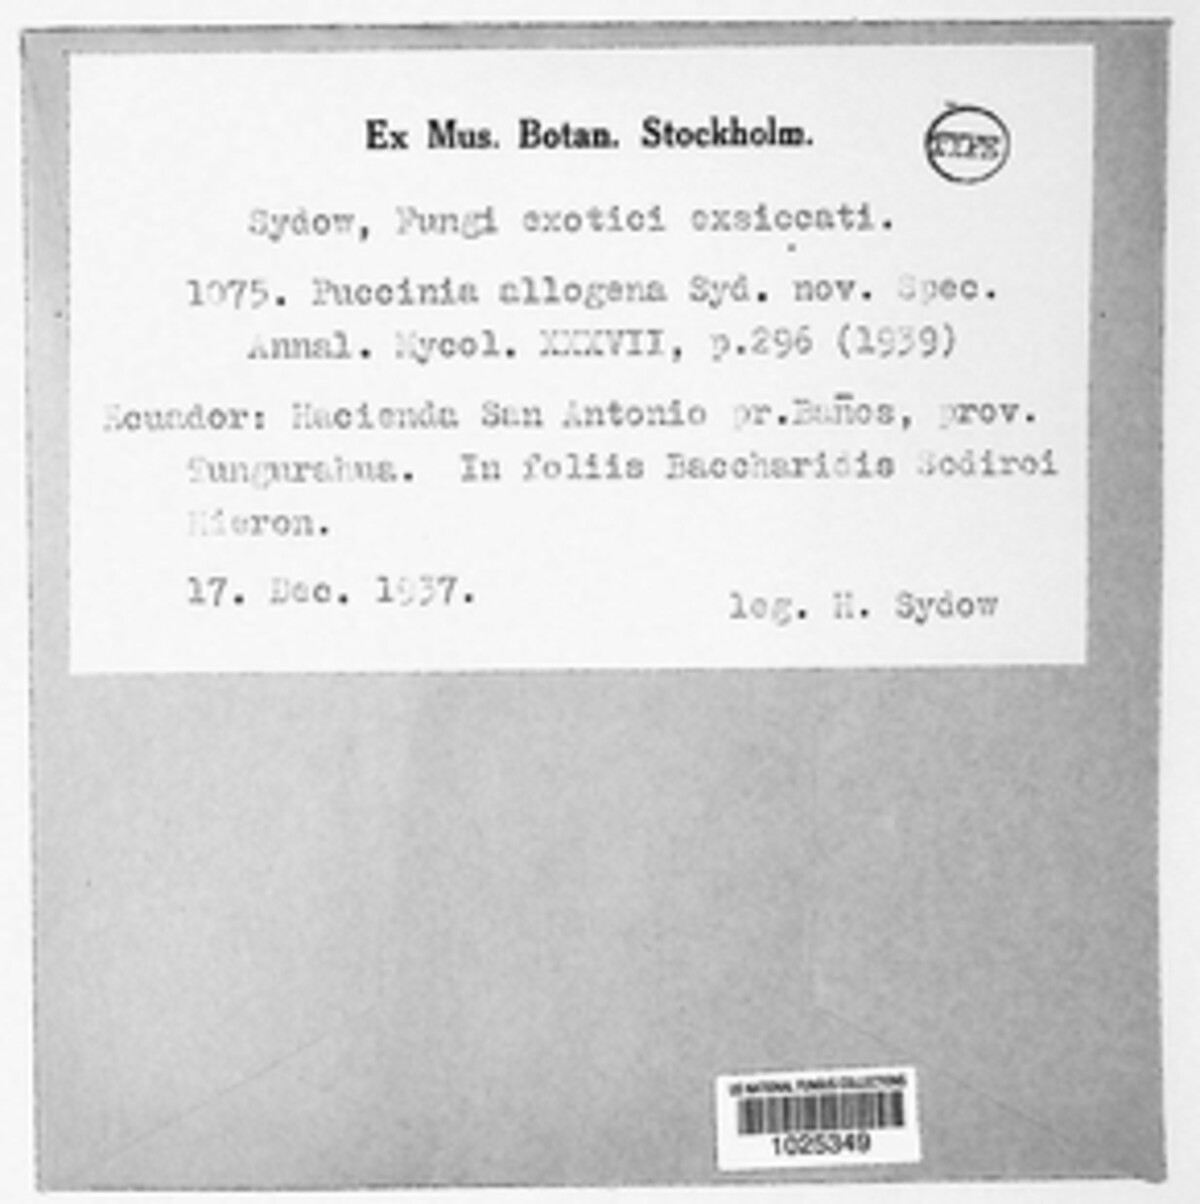 Ex Mus. Botan. Stockholm.
TYPE
Sydow, Fungi exotici exsiccati.
1075. Puccinia allogena Syd. nov. Spec.
Annal. Mycol. XXXVII, p.296 (1939)
Ecuador: Hacienda San Antonio pr.Baños, prov.
Tungurahua. In foliis Baccharidis Sodiroi
Hieron.
17. Dec. 1937.
leg. H. Sydow
US NATIONAL FUNGUS COLLECTIONS
1025349